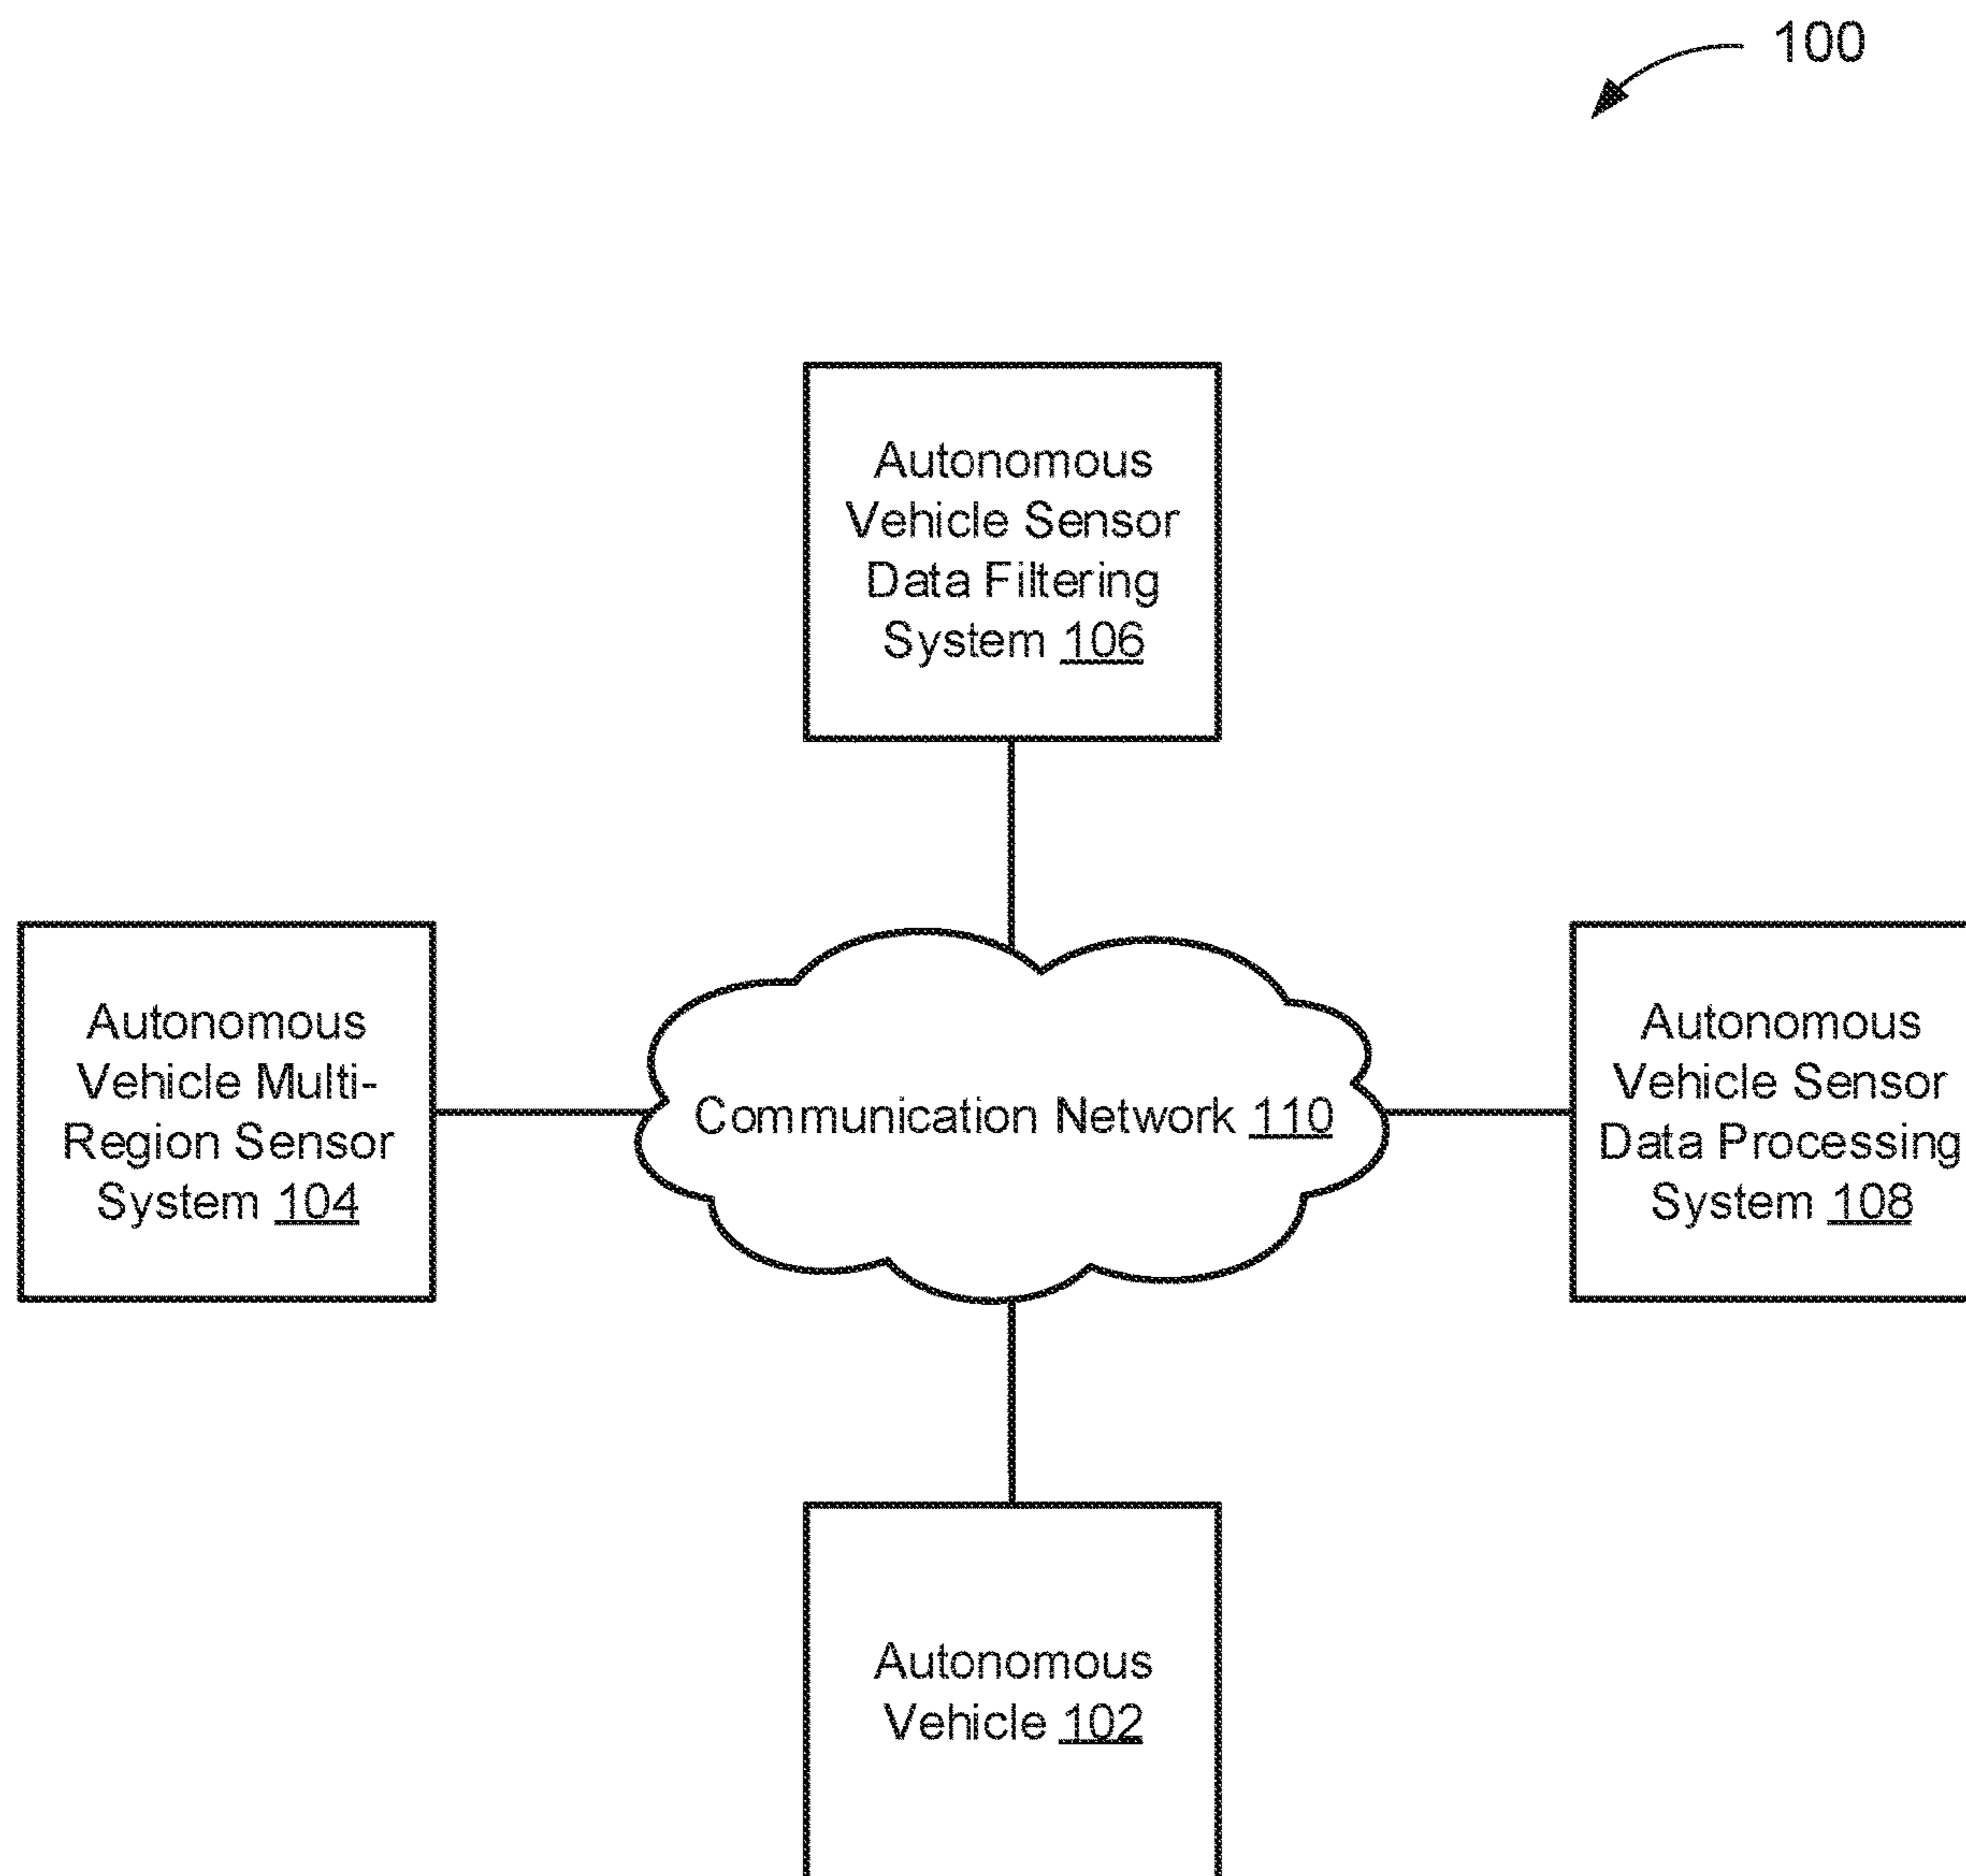 100
Autonomous
Vehicle Sensor
Data Filtering
System 106
Autonomous
Vehicle Multi-
Region Sensor
System 104
Communication Network 110
Autonomous
Vehicle Sensor
Data Processing
System 108
Autonomous
Vehicle 102